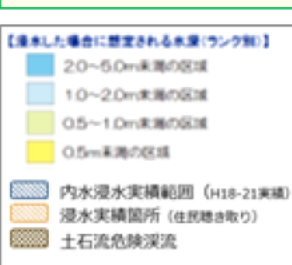 【浸水した場合に想定される水深(ランク別)】
2.0～5.0m未満の区域
1.0～2.0m未満の区域
0.5～1.0m未満の区域
0.5m未満の区域
内水浸水実績範囲（H18-21実績）
浸水実績箇所（住民聴き取り）
土石流危険渓流